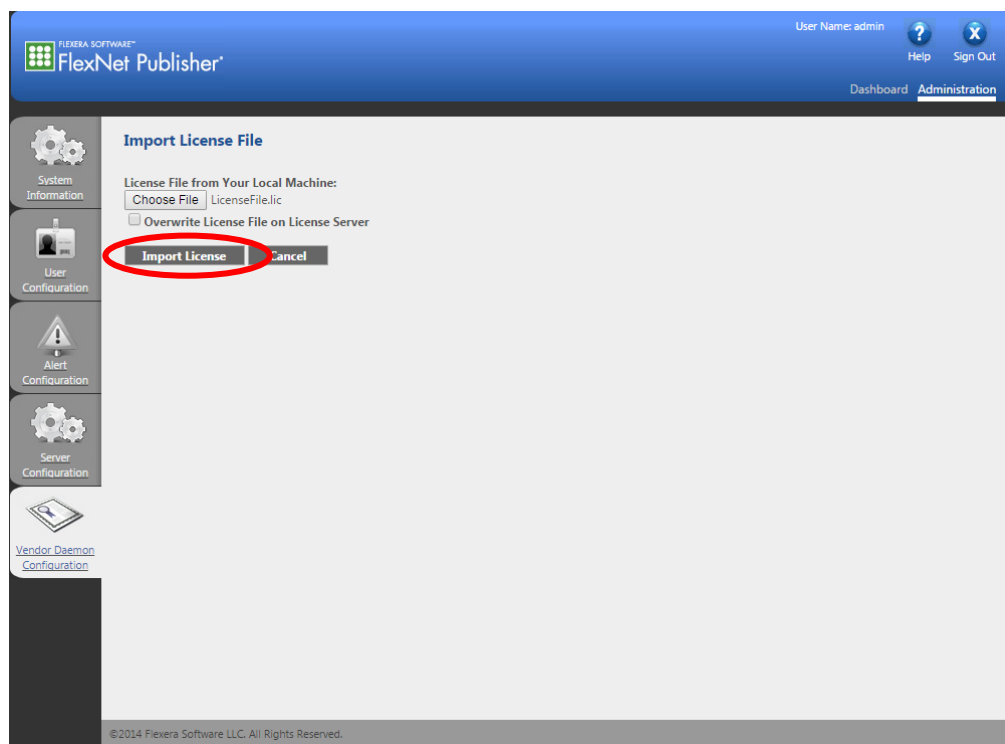 User Name: admin
FLEXERA SOFTWARE™
FlexNet Publisher®
?
X
Help
Sign Out
Dashboard
Administration
System
Information
User
Configuration
Alert
Configuration
Server
Configuration
Vendor Daemon
Configuration
Import License File
License File from Your Local Machine:
Choose File LicenseFile.lic
Overwrite License File on License Server
Import License
Cancel
©2014 Flexera Software LLC. All Rights Reserved.